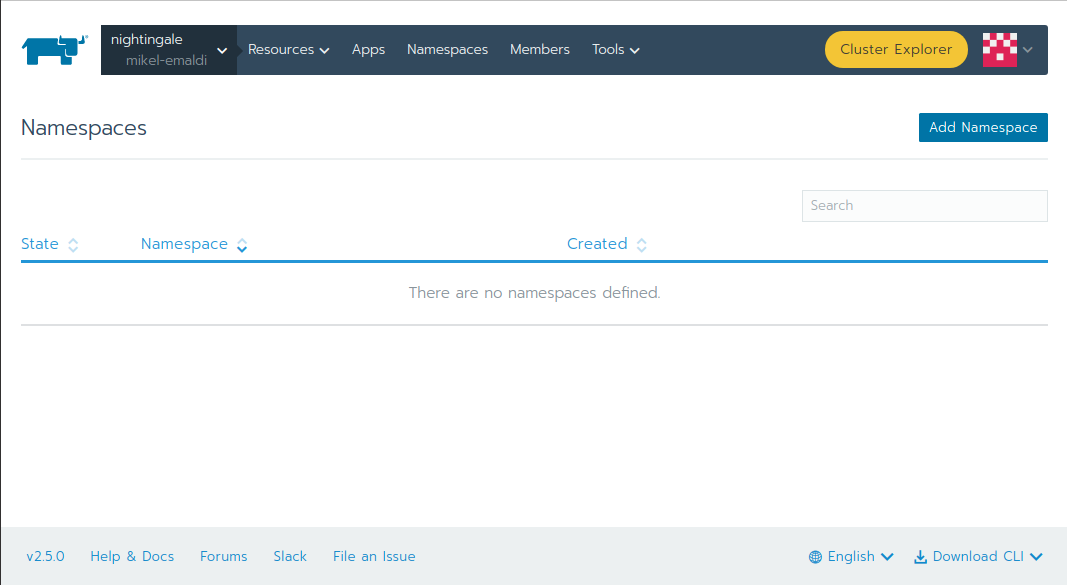 nightingale
mikel-emaldi
Resources Apps Namespaces Members Tools Cluster Explorer
Namespaces
Add Namespace
Search
State Namespace Created
There are no namespaces defined.
v2.5.0 Help & Docs Forums Slack File an Issue English Download CLI